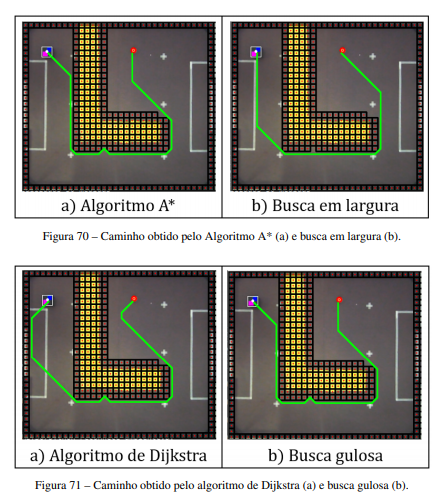 a) Algoritmo A*
b) Busca em largura
Figura 70 – Caminho obtido pelo Algoritmo A* (a) e busca em largura (b).
a) Algoritmo de Dijkstra
b) Busca gulosa
Figura 71 – Caminho obtido pelo algoritmo de Dijkstra (a) e busca gulosa (b).